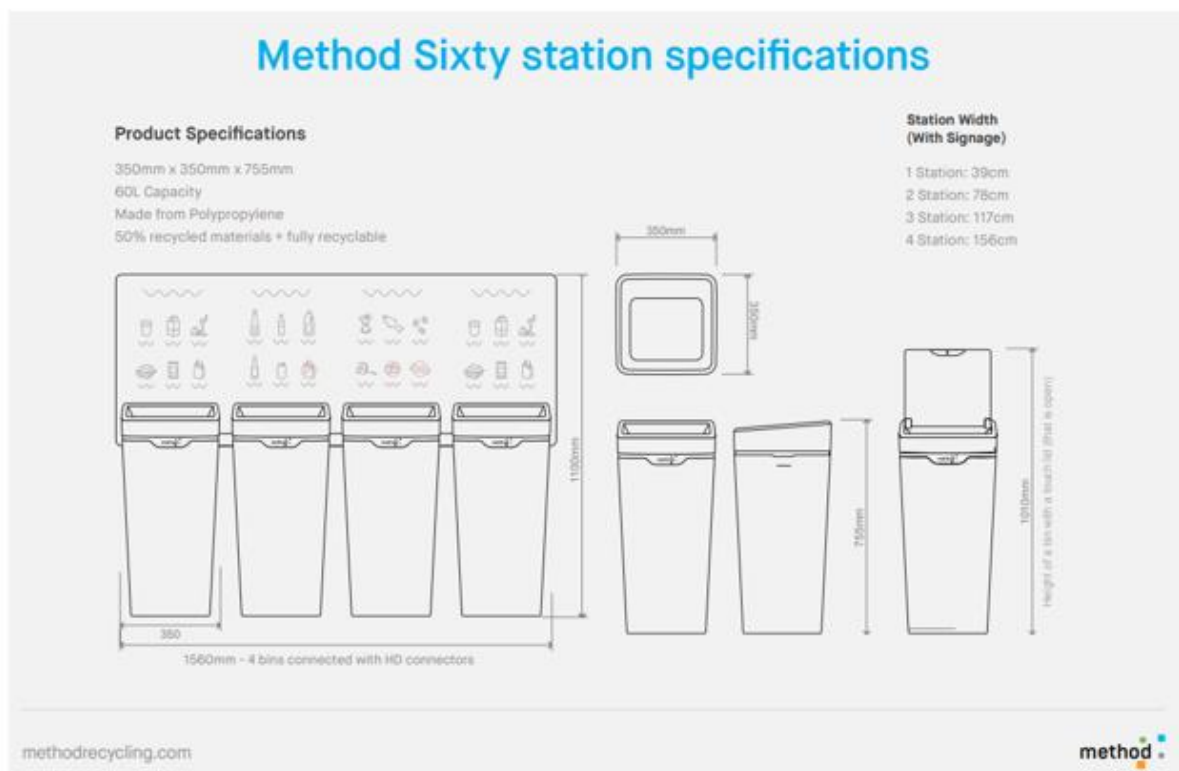 Method Sixty station specifications
Product Specifications
350mm x 350mm x 755mm
60L Capacity
Made from Polypropylene
50% recycled materials + fully recyclable
Station Width
(With Signage)
1 Station: 39cm
2 Station: 78cm
3 Station: 117cm
4 Station: 156cm
350mm
350mm
1100mm
755mm
1010mm
Height of a bin with a touch lid (that is open)
350
1560mm - 4 bins connected with HD connectors
methodrecycling.com
method